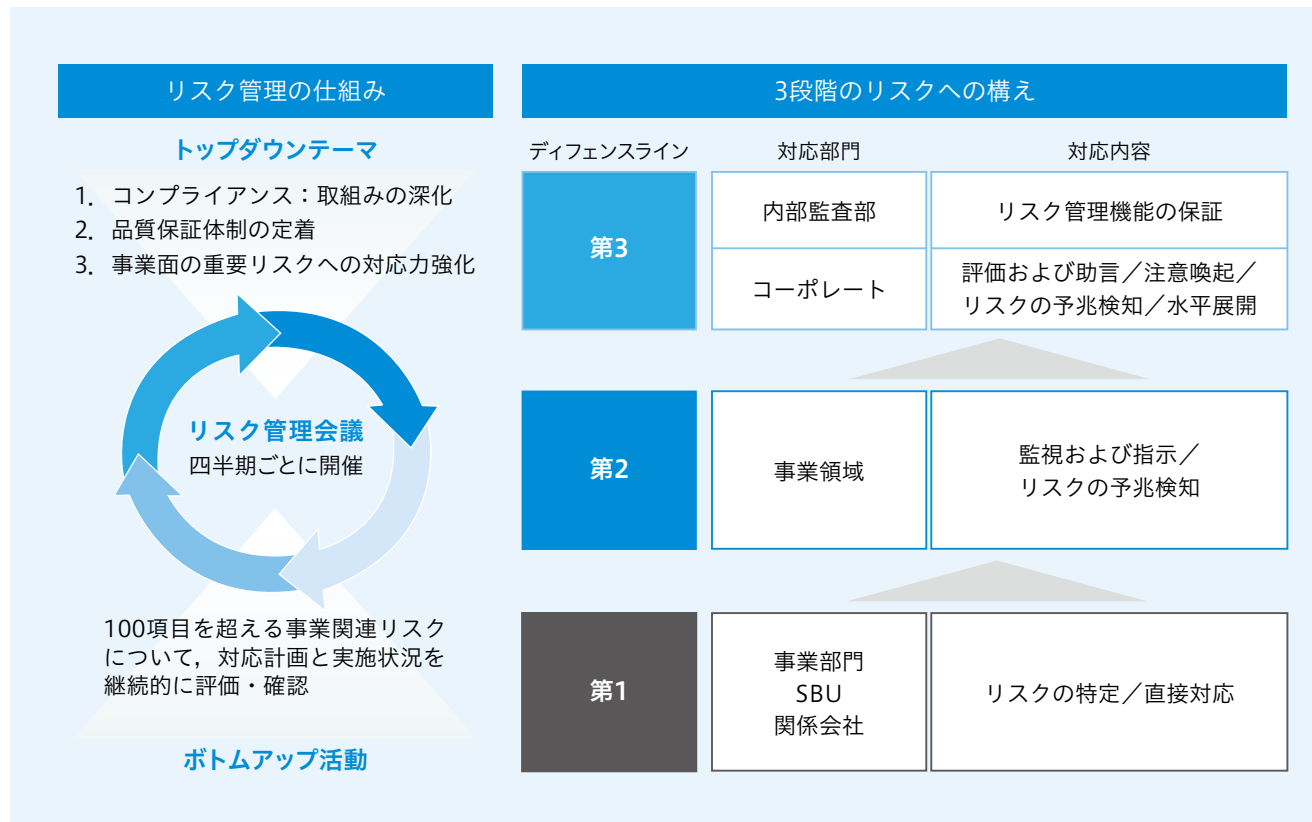 リスク管理の仕組み
トップダウンテーマ
1. コンプライアンス：取組みの深化
2. 品質保証体制の定着
3. 事業面の重要リスクへの対応力強化
リスク管理会議
四半期ごとに開催
100項目を超える事業関連リスク
について，対応計画と実施状況を
継続的に評価・確認
ボトムアップ活動
3段階のリスクへの構え
ディフェンスライン
対応部門
対応内容
第3
内部監査部
リスク管理機能の保証
コーポレート
評価および助言／注意喚起／
リスクの予兆検知／水平展開
第2
事業領域
監視および指示／
リスクの予兆検知
第1
事業部門
SBU
関係会社
リスクの特定／直接対応